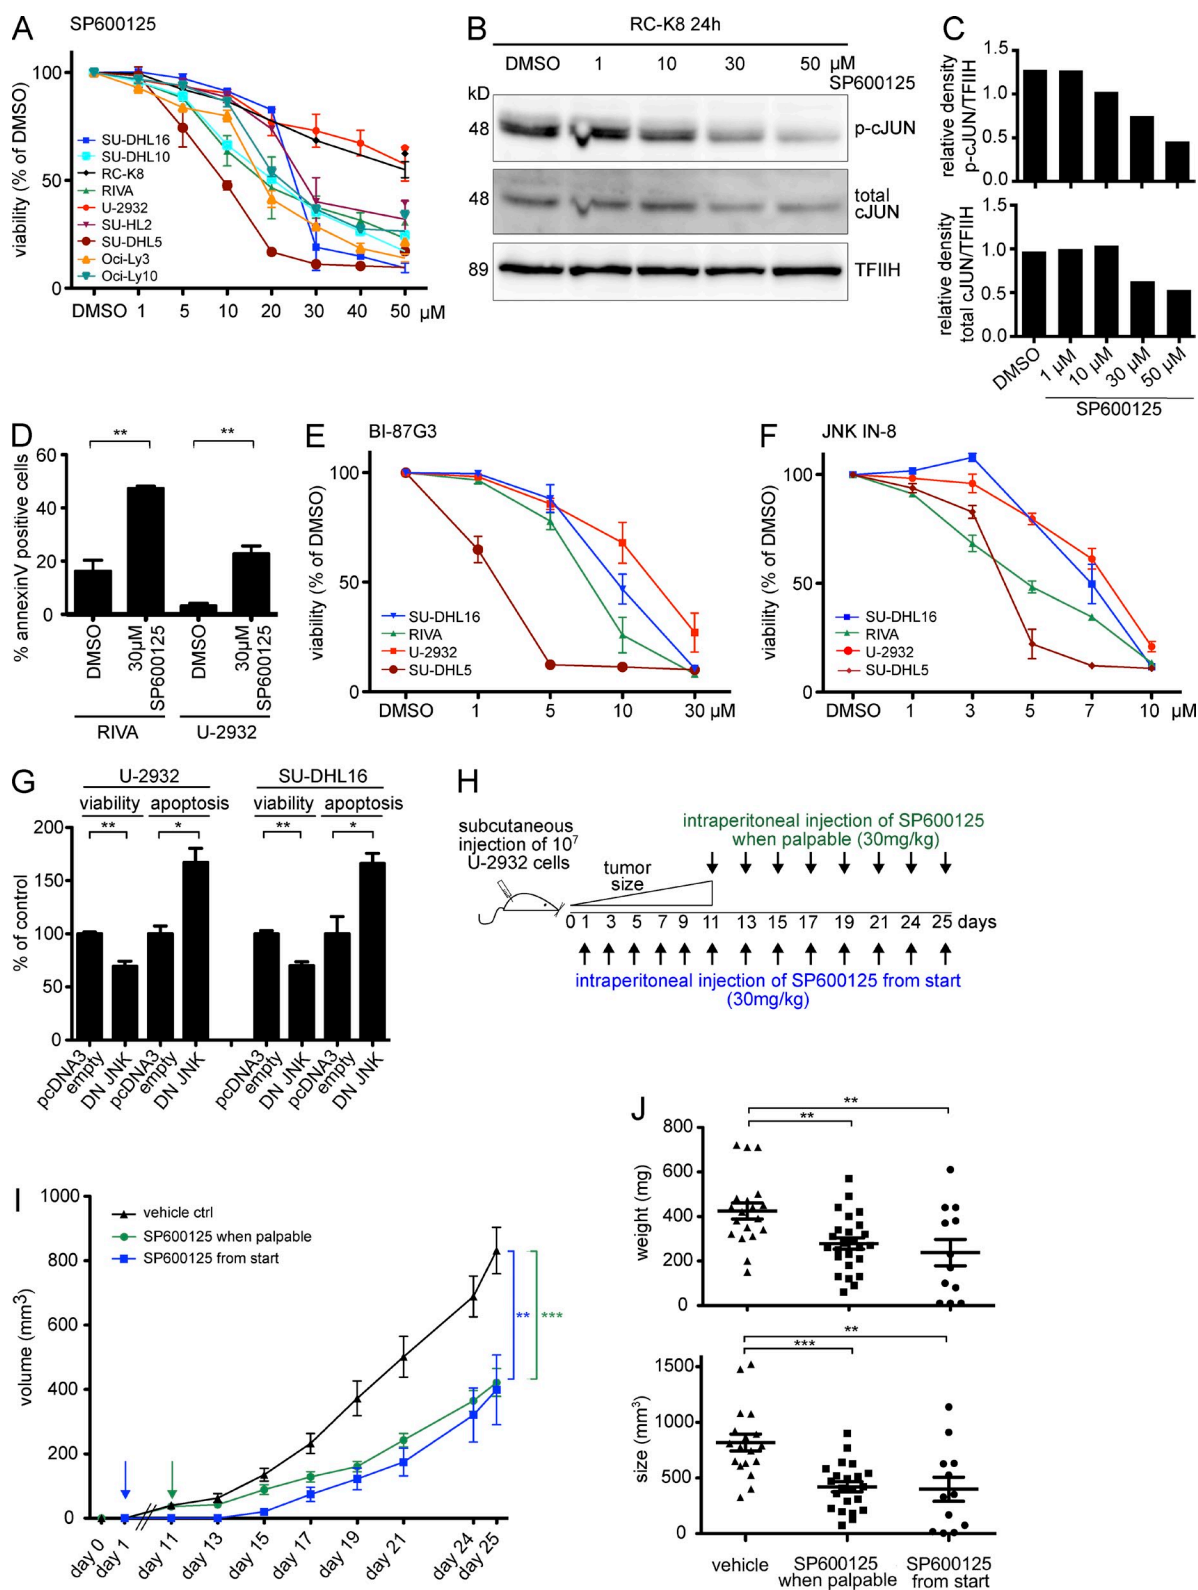 A SP600125
viability (% of DMSO)
100
50
0
SU-DHL16
SU-DHL10
RC-K8
RIVA
U-2932
SU-HL2
SU-DHL5
Oci-Ly3
Oci-Ly10
DMSO 1 5 10 20 30 40 50 µM
B RC-K8 24h
DMSO 1 10 30 50 µM
SP600125
kD
48 p-cJUN
48 total
cJUN
89 TFIIH
C
relative density
p-cJUN/TFIIH
1.5
1.0
0.5
0.0
relative density
total cJUN/TFIIH
1.5
1.0
0.5
0.0
DMSO 1 µM 10 µM 30 µM 50 µM
SP600125
D
% annexinV positive cells
60
40
20
0
** **
DMSO 30µM SP600125 DMSO 30µM SP600125
RIVA U-2932
E BI-87G3
viability (% of DMSO)
100
50
0
SU-DHL16
RIVA
U-2932
SU-DHL5
DMSO 1 5 10 30 µM
F JNK IN-8
viability (% of DMSO)
100
50
0
SU-DHL16
RIVA
U-2932
SU-DHL5
DMSO 1 3 5 7 10 µM
G
U-2932 SU-DHL16
viability apoptosis viability apoptosis
** * ** *
% of control
200
150
100
50
0
pcDNA3 empty DN JNK pcDNA3 empty DN JNK pcDNA3 empty DN JNK pcDNA3 empty DN JNK
H
subcutaneous
injection of 10⁷
U-2932 cells
intraperitoneal injection of SP600125
when palpable (30mg/kg)
tumor
size
0 1 3 5 7 9 11 13 15 17 19 21 24 25 days
intraperitoneal injection of SP600125 from start
(30mg/kg)
I
volume (mm3)
1000
800
600
400
200
0
vehicle ctrl
SP600125 when palpable
SP600125 from start
** ***
day 0 day 1 day 11 day 13 day 15 day 17 day 19 day 21 day 24 day 25
J
**
**
weight (mg)
800
600
400
200
0
**
***
size (mm³)
1500
1000
500
0
vehicle SP600125 when palpable SP600125 from start